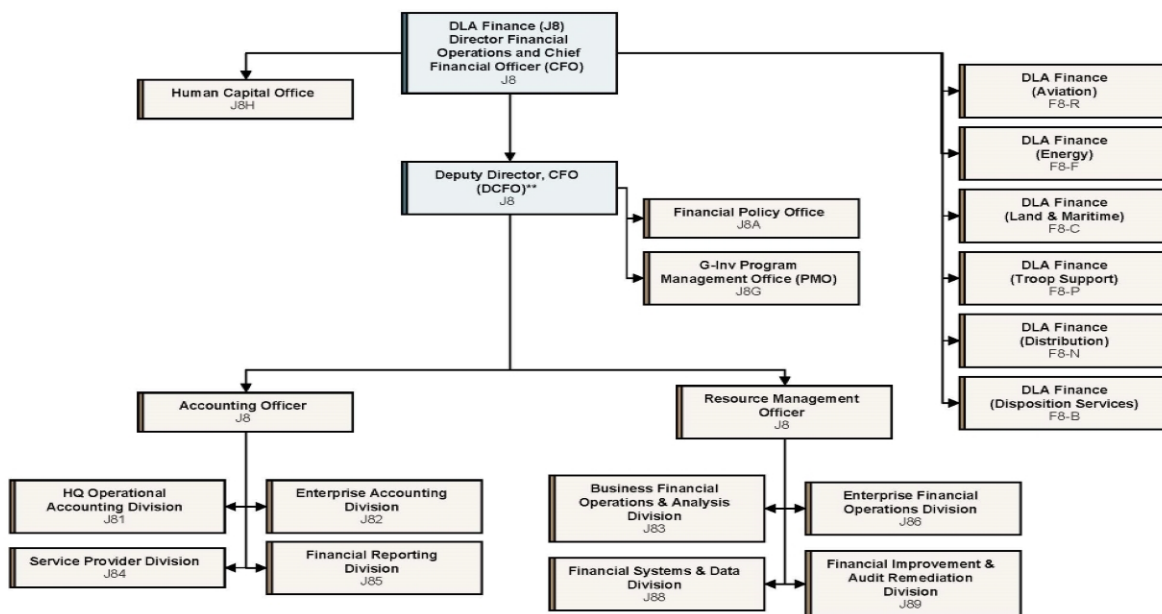 DLA Finance (J8)
Director Financial
Operations and Chief
Financial Officer (CFO)
J8
Human Capital Office
J8H
DLA Finance
(Aviation)
F8-R
DLA Finance
(Energy)
F8-F
DLA Finance
(Land & Maritime)
F8-C
DLA Finance
(Troop Support)
F8-P
DLA Finance
(Distribution)
F8-N
DLA Finance
(Disposition Services)
F8-B
Deputy Director, CFO
(DCFO)**
J8
Financial Policy Office
J8A
G-Inv Program
Management Office (PMO)
J8G
Accounting Officer
J8
Resource Management
Officer
J8
HQ Operational
Accounting Division
J81
Enterprise Accounting
Division
J82
Service Provider Division
J84
Financial Reporting
Division
J85
Business Financial
Operations & Analysis
Division
J83
Enterprise Financial
Operations Division
J86
Financial Systems & Data
Division
J88
Financial Improvement &
Audit Remediation
Division
J89